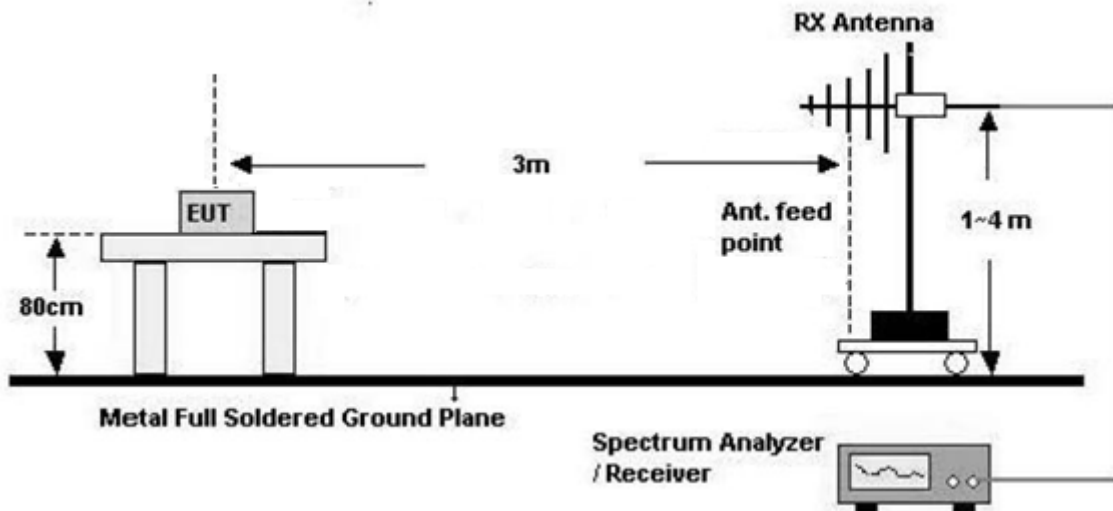 RX Antenna
3m
EUT
Ant. feed
point
1~4 m
80cm
Metal Full Soldered Ground Plane
Spectrum Analyzer
/ Receiver